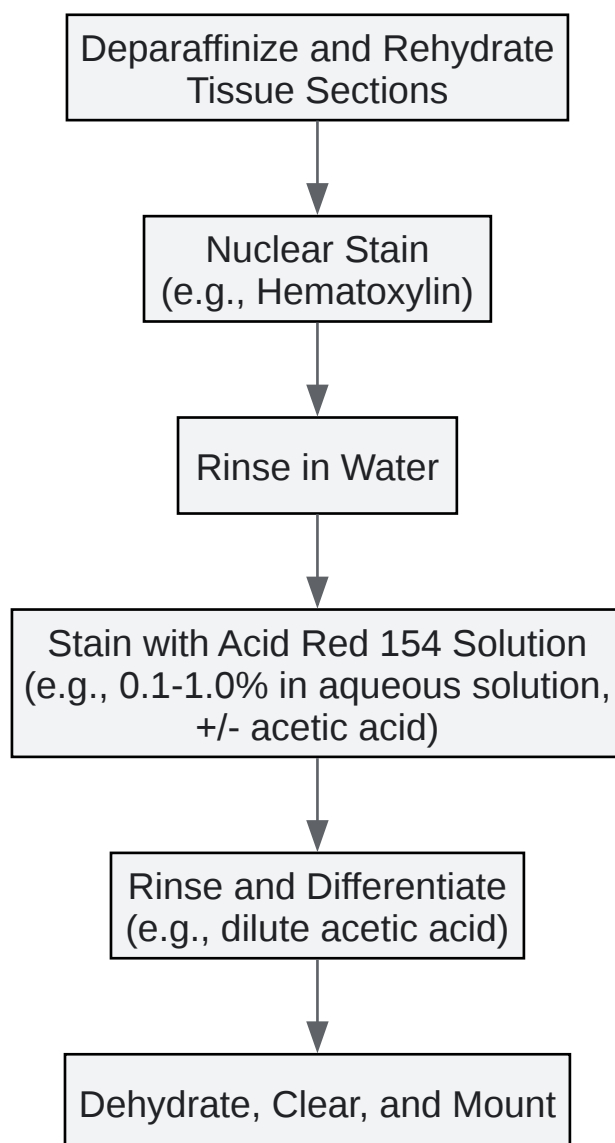 Deparaffinize and Rehydrate
Tissue Sections
Nuclear Stain
(e.g., Hematoxylin)
Rinse in Water
Stain with Acid Red 154 Solution
(e.g., 0.1-1.0% in aqueous solution,
+/- acetic acid)
Rinse and Differentiate
(e.g., dilute acetic acid)
Dehydrate, Clear, and Mount